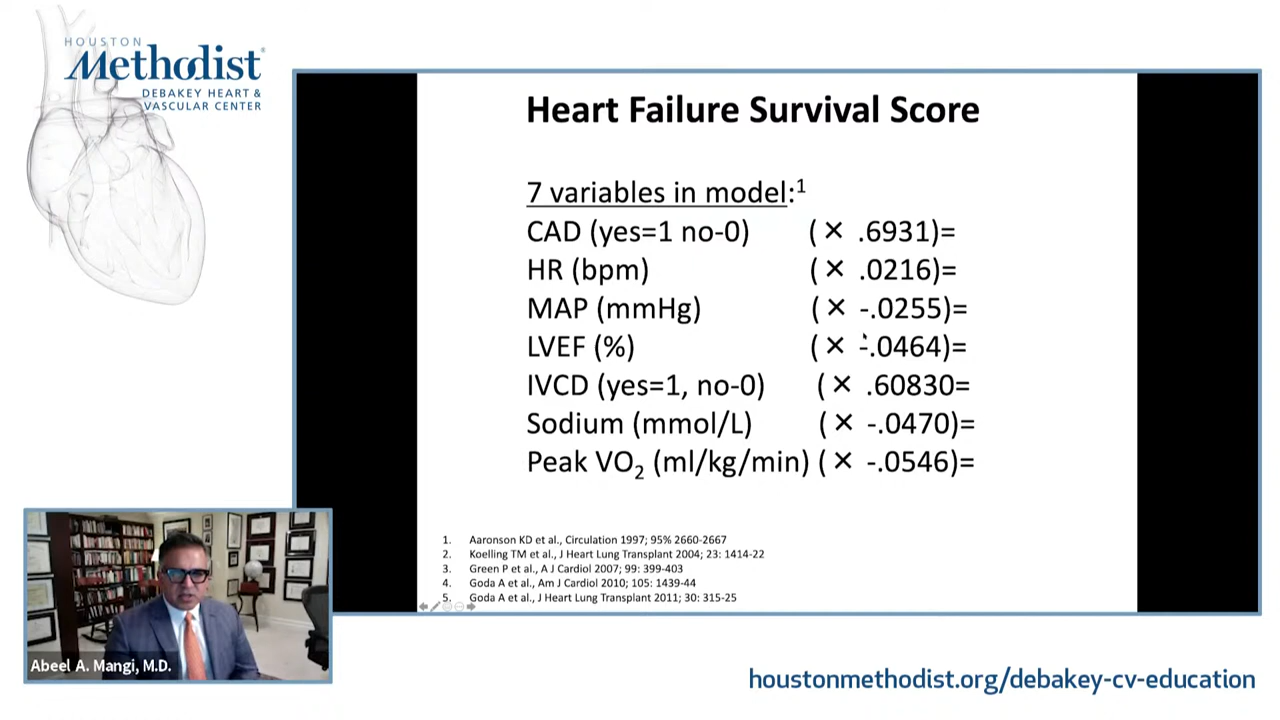 HOUSTON
Methodist®
DEBAKEY HEART &
VASCULAR CENTER
Heart Failure Survival Score
7 variables in model:1
CAD (yes=1 no-0) (× .6931)=
HR (bpm) (× .0216)=
MAP (mmHg) (× -.0255)=
LVEF (%) (× -.0464)=
IVCD (yes=1, no-0) (× .60830=
Sodium (mmol/L) (× -.0470)=
Peak VO2 (ml/kg/min) (× -.0546)=
1. Aaronson KD et al., Circulation 1997; 95% 2660-2667
2. Koelling TM et al., J Heart Lung Transplant 2004; 23: 1414-22
3. Green P et al., A J Cardiol 2007; 99: 399-403
4. Goda A et al., Am J Cardiol 2010; 105: 1439-44
5. Goda A et al., J Heart Lung Transplant 2011; 30: 315-25
Abeel A. Mangi, M.D.
houstonmethodist.org/debakey-cv-education